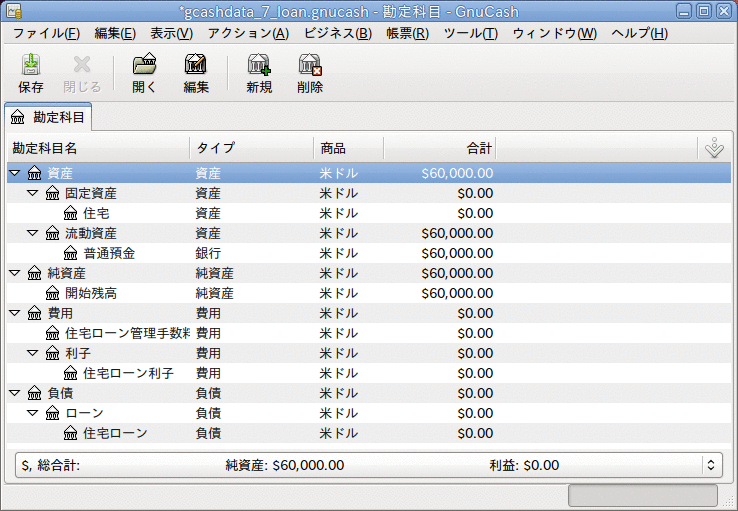 *gcashdata_7_loan.gnucash - 勘定科目 - GnuCash
ファイル(F) 編集(E) 表示(V) アクション(A) ビジネス(B) 帳票(R) ツール(T) ウィンドウ(W) ヘルプ(H)
保存 閉じる 開く 編集 新規 削除
勘定科目
勘定科目名 タイプ 商品 合計
資産 資産 米ドル $60,000.00
固定資産 資産 米ドル $0.00
住宅 資産 米ドル $0.00
流動資産 資産 米ドル $60,000.00
普通預金 銀行 米ドル $60,000.00
純資産 純資産 米ドル $60,000.00
開始残高 純資産 米ドル $60,000.00
費用 費用 米ドル $0.00
住宅ローン管理手数料 費用 米ドル $0.00
利子 費用 米ドル $0.00
住宅ローン利子 費用 米ドル $0.00
負債 負債 米ドル $0.00
ローン 負債 米ドル $0.00
住宅ローン 負債 米ドル $0.00
$, 総合計: 純資産: $60,000.00 利益: $0.00